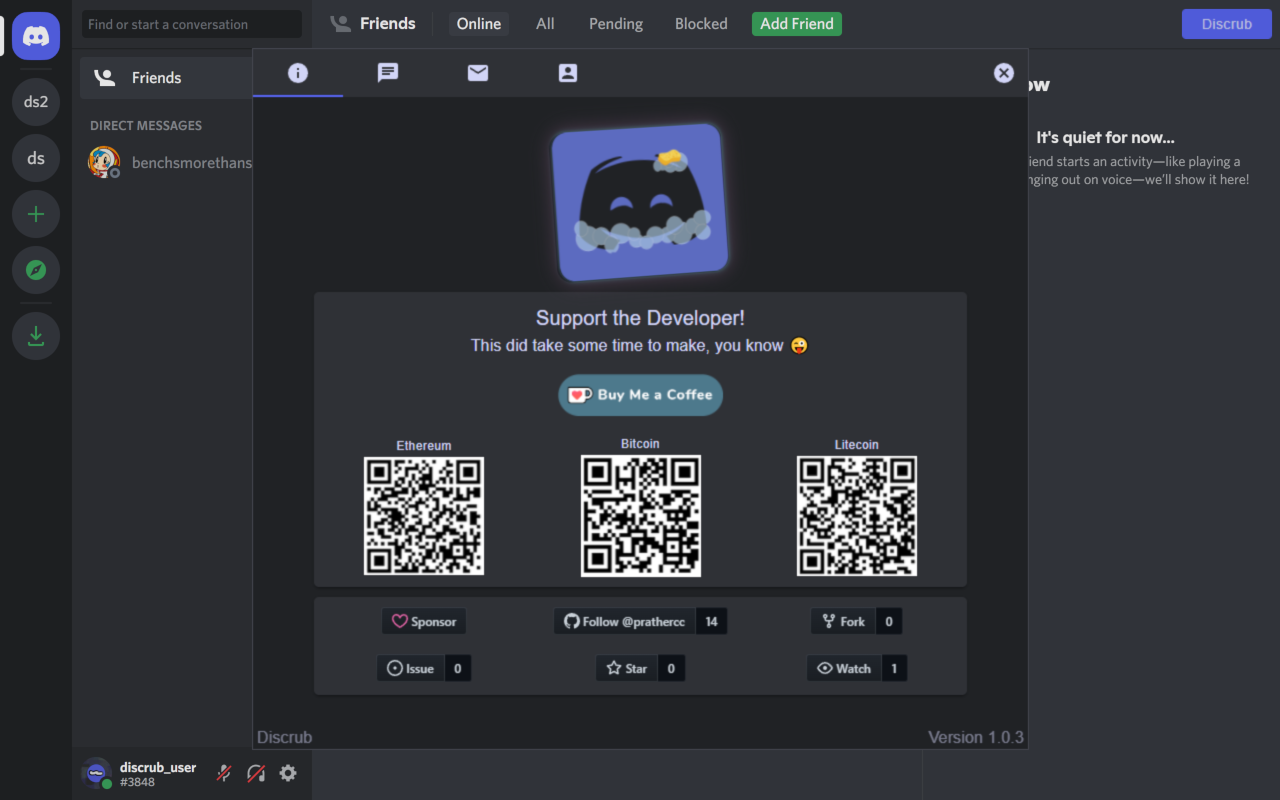 Find or start a conversation
Friends
Online
All
Pending
Blocked
Add Friend
Discrub
ds2
ds
Friends
DIRECT MESSAGES
benchsmorethans
ow
It's quiet for now...
iend starts an activity—like playing a
nging out on voice—we'll show it here!
Support the Developer!
This did take some time to make, you know
Buy Me a Coffee
Ethereum
Bitcoin
Litecoin
Sponsor
Follow @prathercc 14
Fork 0
Issue 0
Star 0
Watch 1
Discrub
Version 1.0.3
discrub_user
#3848